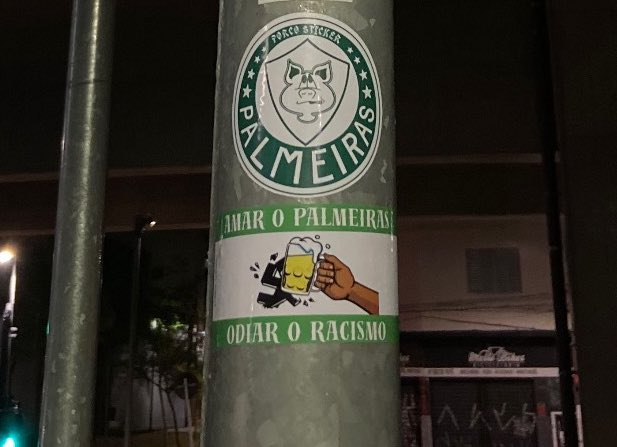 PORCO STICKER
PALMEIRAS
AMAR O PALMEIRAS
ODIAR O RACISMO